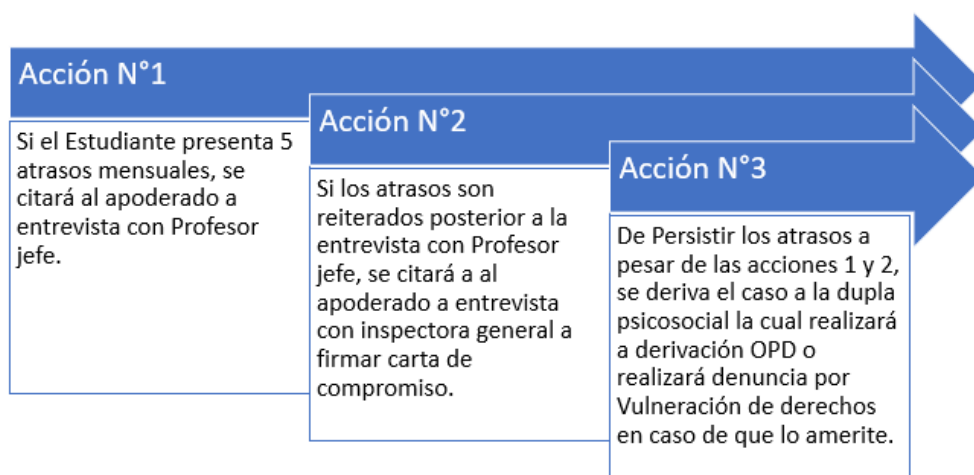 Acción N°1
Si el Estudiante presenta 5
atrasos mensuales, se
citará al apoderado a
entrevista con Profesor
jefe.
Acción N°2
Si los atrasos son
reiterados posterior a la
entrevista con Profesor
jefe, se citará a al
apoderado a entrevista
con inspectora general a
firmar carta de
compromiso.
Acción N°3
De Persistir los atrasos a
pesar de las acciones 1 y 2,
se deriva el caso a la dupla
psicosocial la cual realizará
a derivación OPD o
realizará denuncia por
Vulneración de derechos
en caso de que lo amerite.